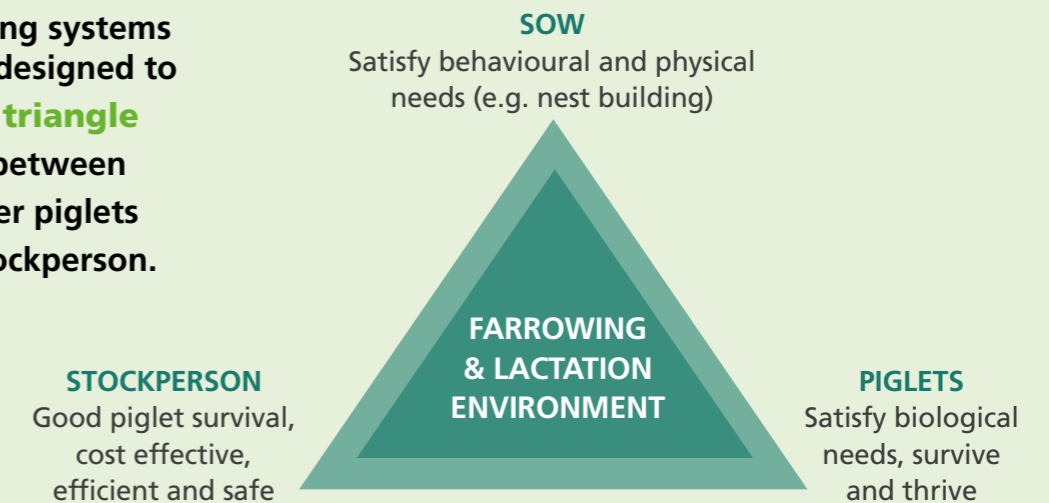 ng systems
designed to
triangle
between
er piglets
ockperson.
SOW
Satisfy behavioural and physical
needs (e.g. nest building)
FARROWING
& LACTATION
ENVIRONMENT
STOCKPERSON
Good piglet survival,
cost effective,
efficient and safe
PIGLETS
Satisfy biological
needs, survive
and thrive